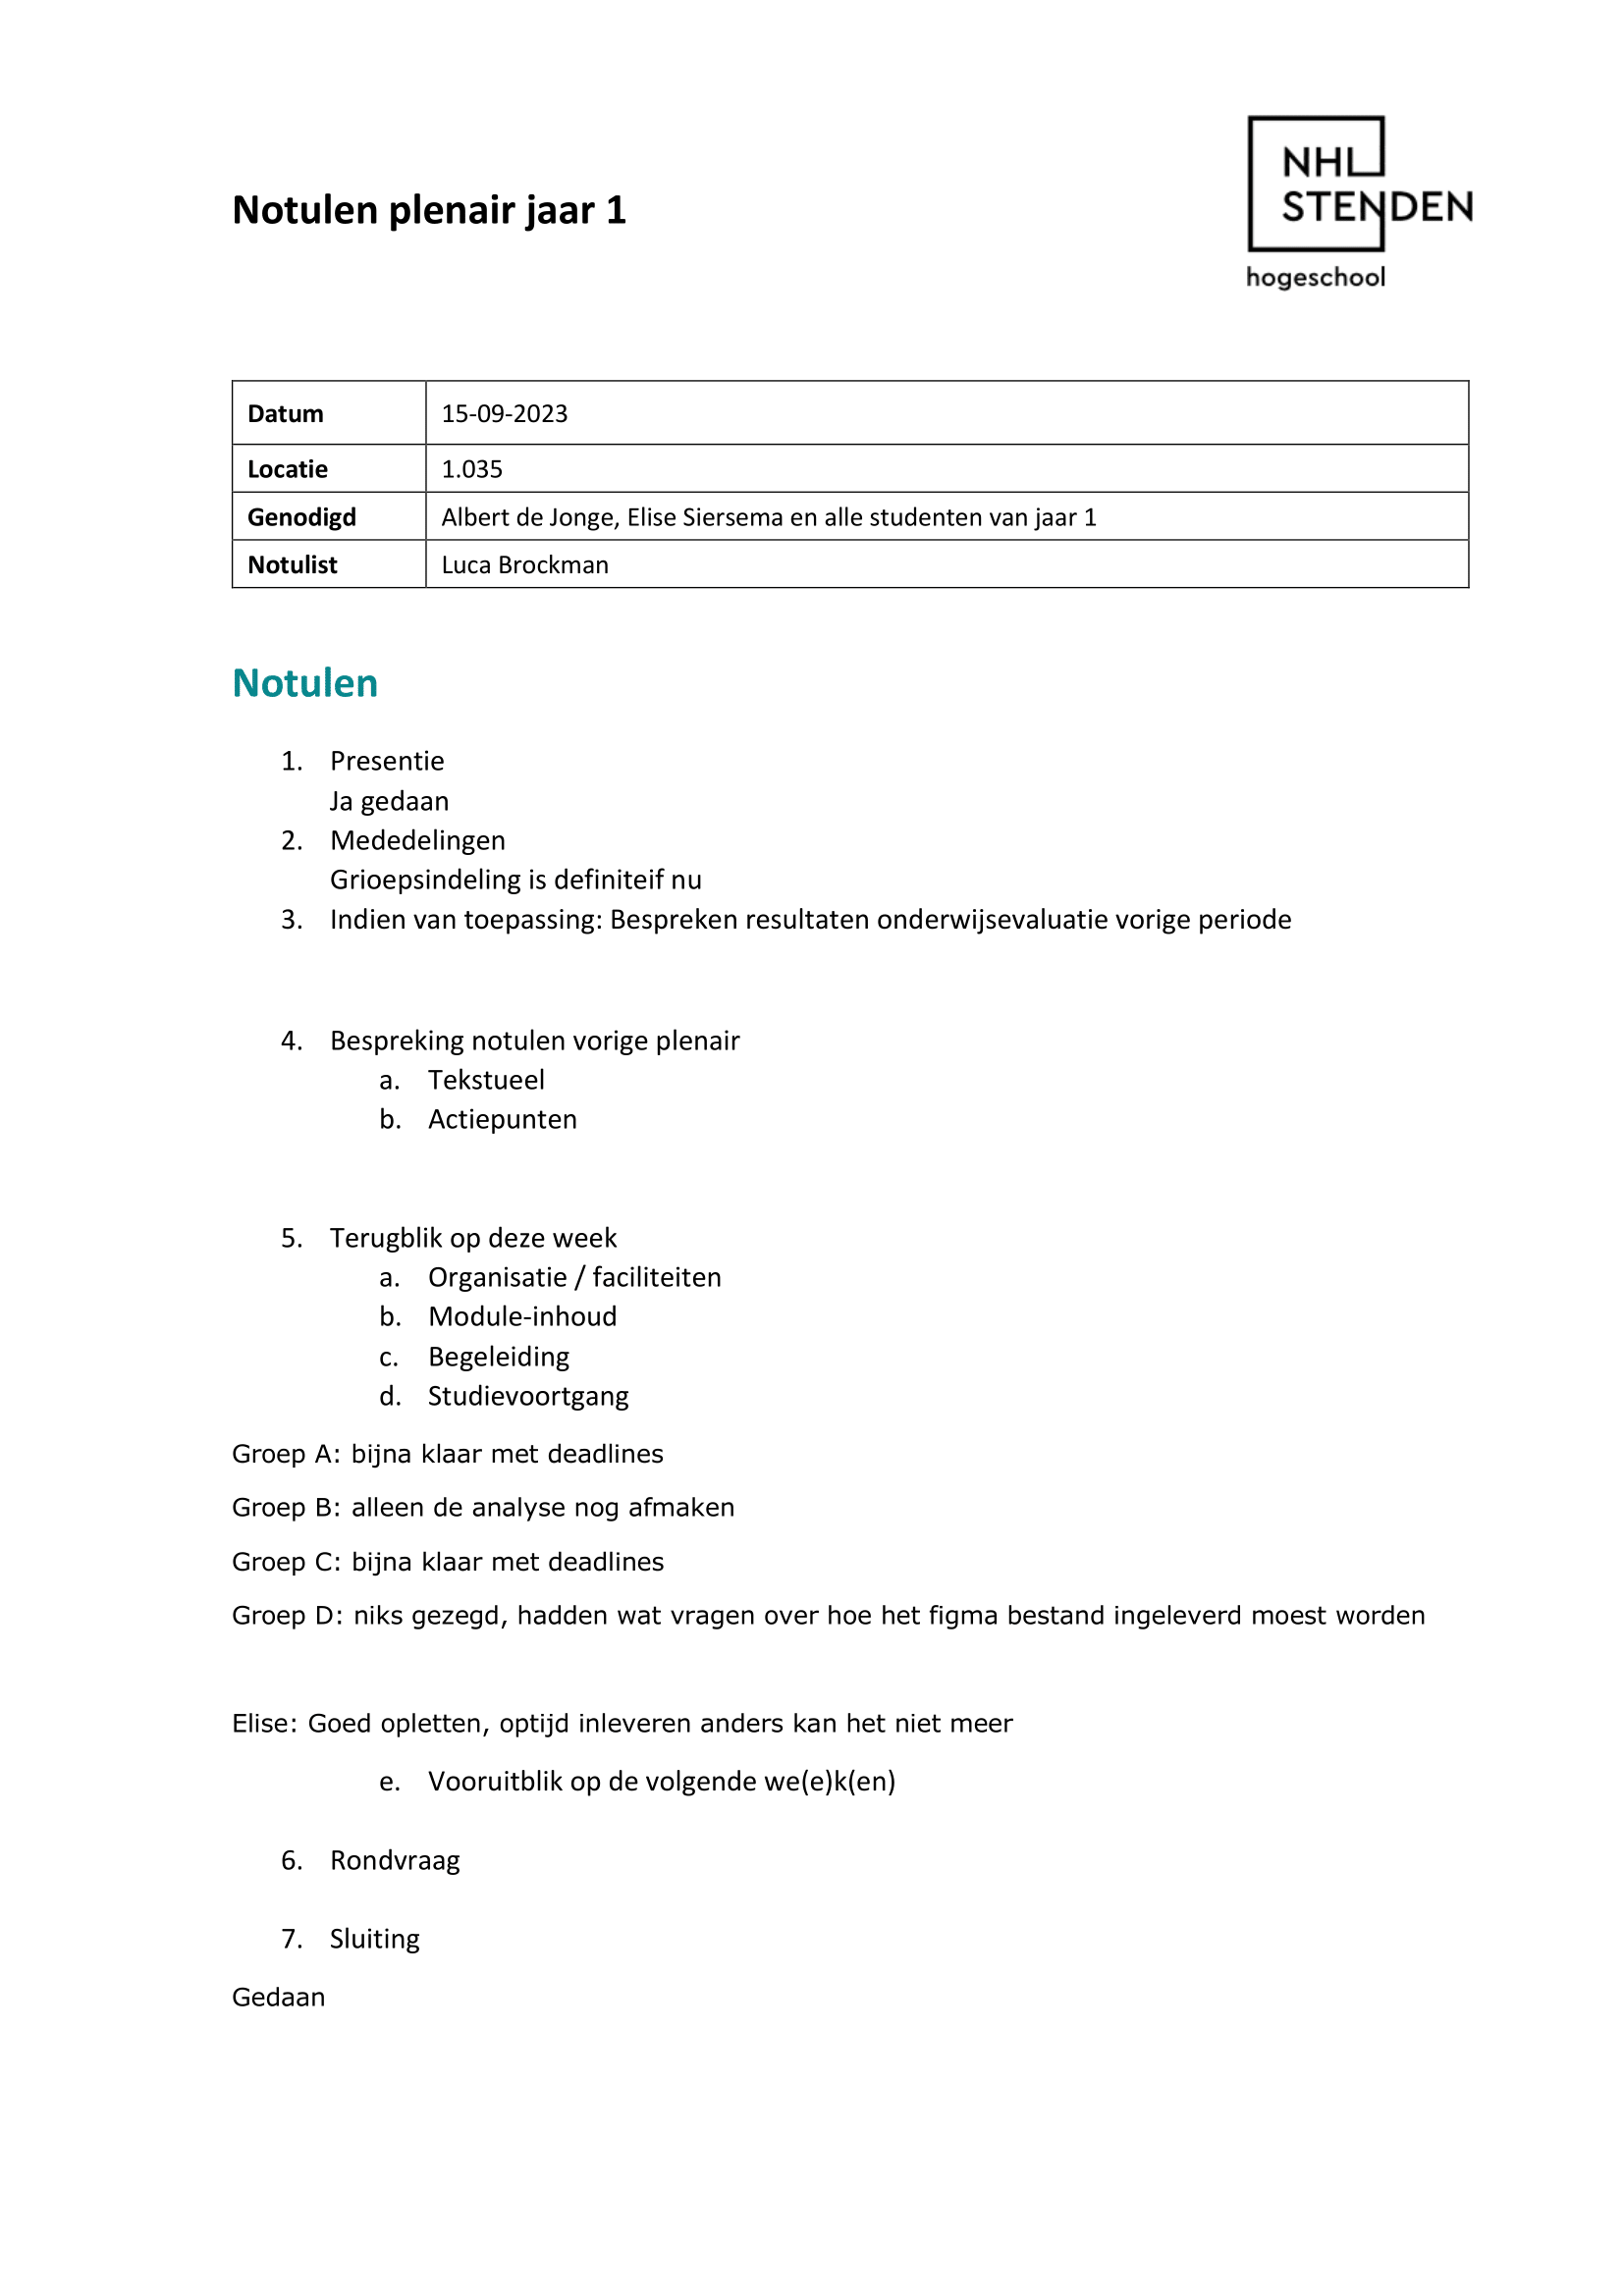 Notulen plenair jaar 1
NHL
STENDEN
hogeschool
Datum 15-09-2023
Locatie 1.035
Genodigd Albert de Jonge, Elise Siersema en alle studenten van jaar 1
Notulist Luca Brockman
Notulen
1. Presentie
Ja gedaan
2. Mededelingen
Grioepsindeling is definiteif nu
3. Indien van toepassing: Bespreken resultaten onderwijsevaluatie vorige periode
4. Bespreking notulen vorige plenair
a. Tekstueel
b. Actiepunten
5. Terugblik op deze week
a. Organisatie / faciliteiten
b. Module-inhoud
c. Begeleiding
d. Studievoortgang
Groep A: bijna klaar met deadlines
Groep B: alleen de analyse nog afmaken
Groep C: bijna klaar met deadlines
Groep D: niks gezegd, hadden wat vragen over hoe het figma bestand ingeleverd moest worden
Elise: Goed opletten, optijd inleveren anders kan het niet meer
e. Vooruitblik op de volgende we(e)k(en)
6. Rondvraag
7. Sluiting
Gedaan